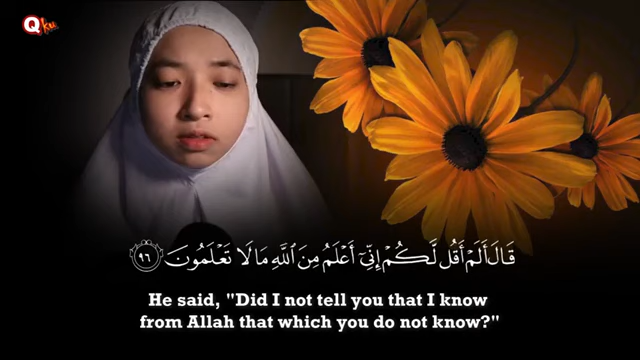 Qku
قَالَ أَلَمْ أَقُل لَّكُمْ إِنِّىٓ أَعْلَمُ مِنَ ٱللَّهِ مَا لَا تَعْلَمُونَ ٩٦
He said, "Did I not tell you that I know
from Allah that which you do not know?"